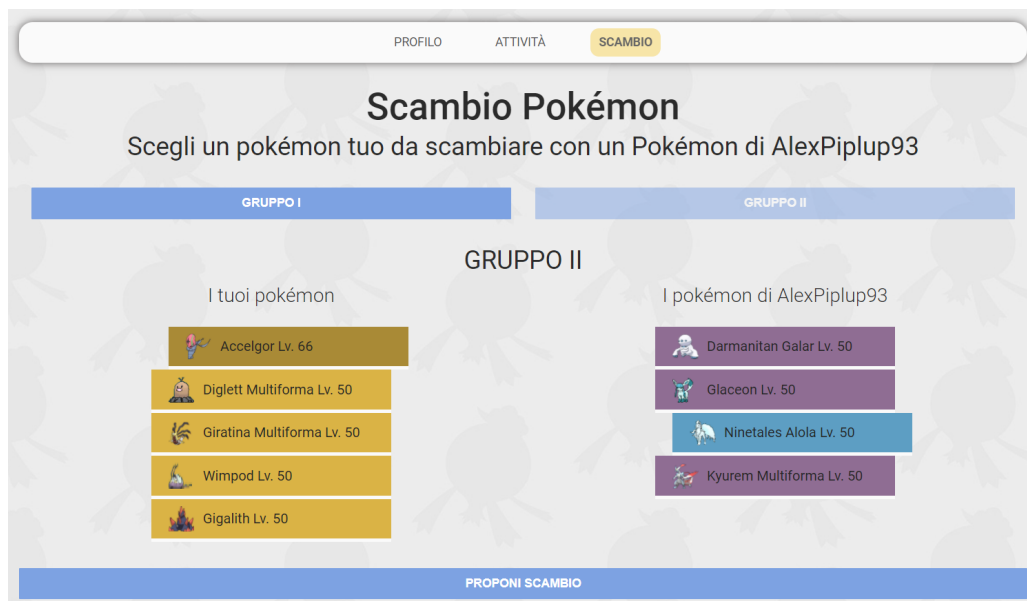 PROFILO ATTIVITÀ SCAMBIO
Scambio Pokémon
Scegli un pokémon tuo da scambiare con un Pokémon di AlexPiplup93
GRUPPO I GRUPPO II
GRUPPO II
I tuoi pokémon
Accelgor Lv. 66
Diglett Multiforma Lv. 50
Giratina Multiforma Lv. 50
Wimpod Lv. 50
Gigalith Lv. 50
I pokémon di AlexPiplup93
Darmanitan Galar Lv. 50
Glaceon Lv. 50
Ninetales Alola Lv. 50
Kyurem Multiforma Lv. 50
PROPONI SCAMBIO